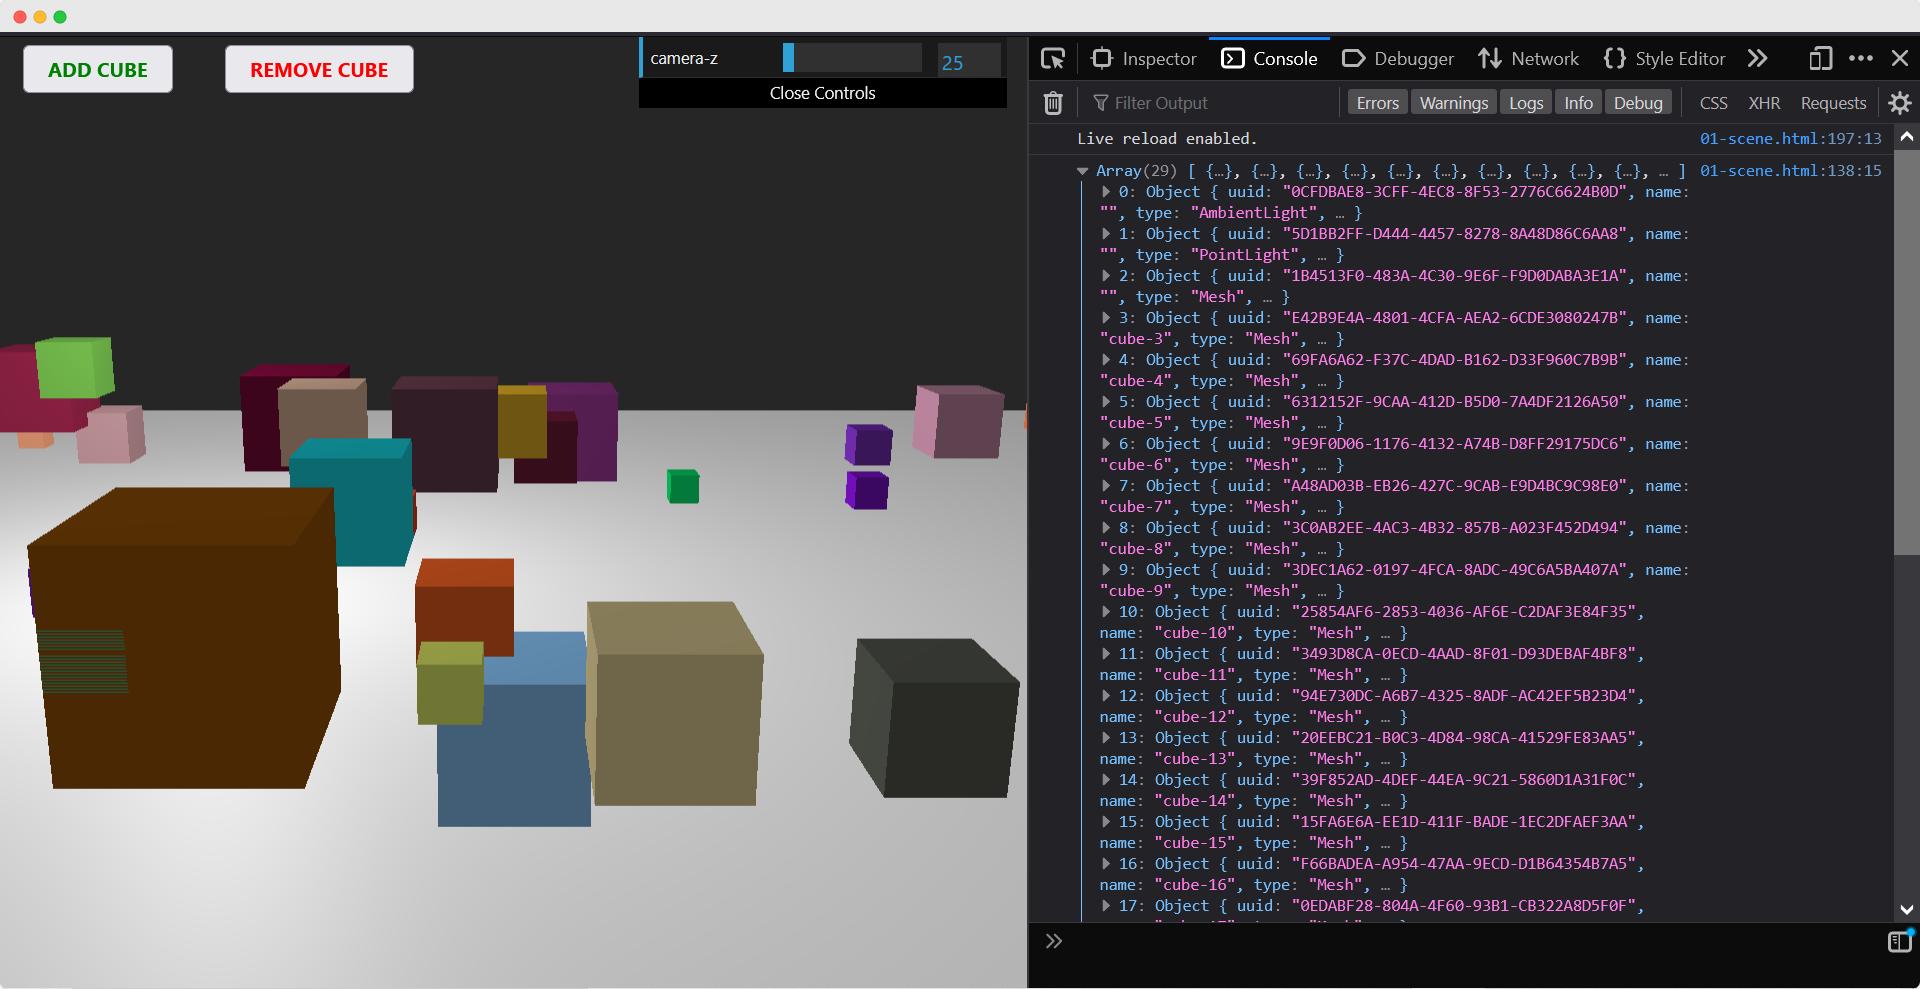 ADD CUBE
REMOVE CUBE
camera-z 25
Close Controls
Inspector Console Debugger Network Style Editor
Filter Output Errors Warnings Logs Info Debug CSS XHR Requests
Live reload enabled. 01-scene.html:197:13
Array(29) [ {…}, {…}, {…}, {…}, {…}, {…}, {…}, {…}, {…}, {…}, … ] 01-scene.html:138:15
0: Object { uuid: "0CFDBAE8-3CFF-4EC8-8F53-2776C6624B0D", name:
"", type: "AmbientLight", … }
1: Object { uuid: "5D1BB2FF-D444-4457-8278-8A48D86C6AA8", name:
"", type: "PointLight", … }
2: Object { uuid: "1B4513F0-483A-4C30-9E6F-F9D0DABA3E1A", name:
"", type: "Mesh", … }
3: Object { uuid: "E42B9E4A-4801-4CFA-AEA2-6CDE3080247B", name:
"cube-3", type: "Mesh", … }
4: Object { uuid: "69FA6A62-F37C-4DAD-B162-D33F960C7B9B", name:
"cube-4", type: "Mesh", … }
5: Object { uuid: "6312152F-9CAA-412D-B5D0-7A4DF2126A50", name:
"cube-5", type: "Mesh", … }
6: Object { uuid: "9E9F0D06-1176-4132-A74B-D8FF29175DC6", name:
"cube-6", type: "Mesh", … }
7: Object { uuid: "A48AD03B-EB26-427C-9CAB-E9D4BC9C98E0", name:
"cube-7", type: "Mesh", … }
8: Object { uuid: "3C0AB2EE-4AC3-4B32-857B-A023F452D494", name:
"cube-8", type: "Mesh", … }
9: Object { uuid: "3DEC1A62-0197-4FCA-8ADC-49C6A5BA407A", name:
"cube-9", type: "Mesh", … }
10: Object { uuid: "25854AF6-2853-4036-AF6E-C2DAF3E84F35",
name: "cube-10", type: "Mesh", … }
11: Object { uuid: "3493D8CA-0ECD-4AAD-8F01-D93DEBAF4BF8",
name: "cube-11", type: "Mesh", … }
12: Object { uuid: "94E730DC-A6B7-4325-8ADF-AC42EF5B23D4",
name: "cube-12", type: "Mesh", … }
13: Object { uuid: "20EEBC21-B0C3-4D84-98CA-41529FE83AA5",
name: "cube-13", type: "Mesh", … }
14: Object { uuid: "39F852AD-4DEF-44EA-9C21-5860D1A31F0C",
name: "cube-14", type: "Mesh", … }
15: Object { uuid: "15FA6E6A-EE1D-411F-BADE-1EC2DFAEF3AA",
name: "cube-15", type: "Mesh", … }
16: Object { uuid: "F66BADEA-A954-47AA-9ECD-D1B64354B7A5",
name: "cube-16", type: "Mesh", … }
17: Object { uuid: "0EDABF28-804A-4F60-93B1-CB322A8D5F0F",